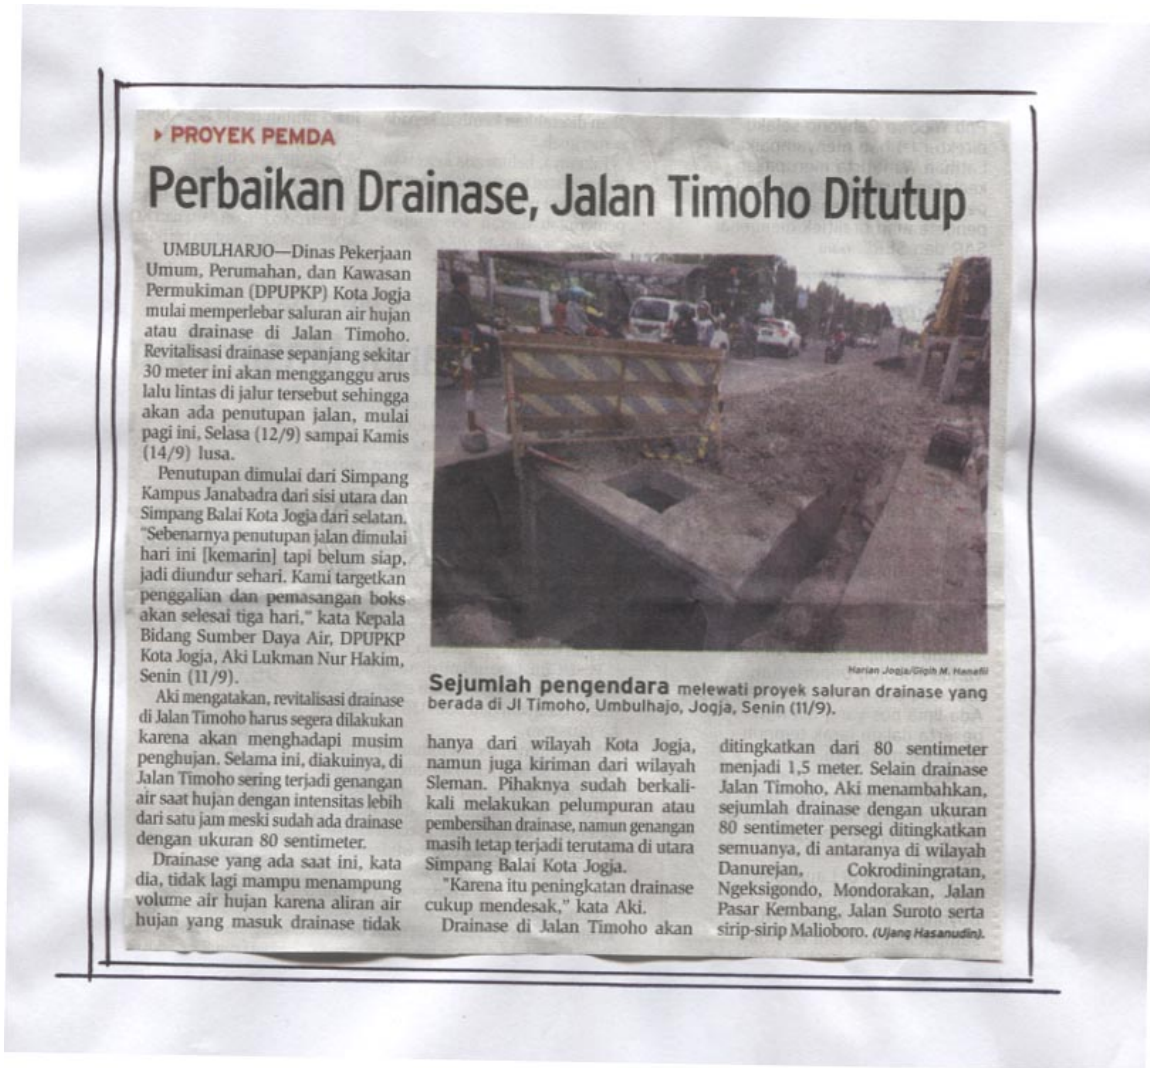 PROYEK PEMDA
Perbaikan Drainase, Jalan Timoho Ditutup
UMBULHARJO—Dinas Pekerjaan
Umum, Perumahan, dan Kawasan
Permukiman (DPUPKP) Kota Jogja
mulai memperlebar saluran air hujan
atau drainase di Jalan Timoho.
Revitalisasi drainase sepanjang sekitar
30 meter ini akan mengganggu arus
lalu lintas di jalur tersebut sehingga
akan ada penutupan jalan, mulai
pagi ini, Selasa (12/9) sampai Kamis
(14/9) lusa.
Penutupan dimulai dari Simpang
Kampus Janabadra dari sisi utara dan
Simpang Balai Kota Jogja dari selatan.
"Sebenarnya penutupan jalan dimulai
hari ini [kemarin] tapi belum siap,
jadi diundur sehari. Kami targetkan
penggalian dan pemasangan boks
akan selesai tiga hari," kata Kepala
Bidang Sumber Daya Air, DPUPKP
Kota Jogja, Aki Lukman Nur Hakim,
Senin (11/9).
Aki mengatakan, revitalisasi drainase
di Jalan Timoho harus segera dilakukan
karena akan menghadapi musim
penghujan. Selama ini, diakuinya, di
Jalan Timoho sering terjadi genangan
air saat hujan dengan intensitas lebih
dari satu jam meski sudah ada drainase
dengan ukuran 80 sentimeter.
Drainase yang ada saat ini, kata
dia, tidak lagi mampu menampung
volume air hujan karena aliran air
hujan yang masuk drainase tidak
Harian Jogja/Gigih M. Hanafi
Sejumlah pengendara melewati proyek saluran drainase yang
berada di Jl Timoho, Umbulhajo, Jogja, Senin (11/9).
hanya dari wilayah Kota Jogja,
namun juga kiriman dari wilayah
Sleman. Pihaknya sudah berkali-
kali melakukan pelumpuran atau
pembersihan drainase, namun genangan
masih tetap terjadi terutama di utara
Simpang Balai Kota Jogja.
"Karena itu peningkatan drainase
cukup mendesak," kata Aki.
Drainase di Jalan Timoho akan
ditingkatkan dari 80 sentimeter
menjadi 1,5 meter. Selain drainase
Jalan Timoho, Aki menambahkan,
sejumlah drainase dengan ukuran
80 sentimeter persegi ditingkatkan
semuanya, di antaranya di wilayah
Danurejan, Cokrodiningratan,
Ngeksigondo, Mondorakan, Jalan
Pasar Kembang, Jalan Suroto serta
sirip-sirip Malioboro. (Ujang Hasanudin).